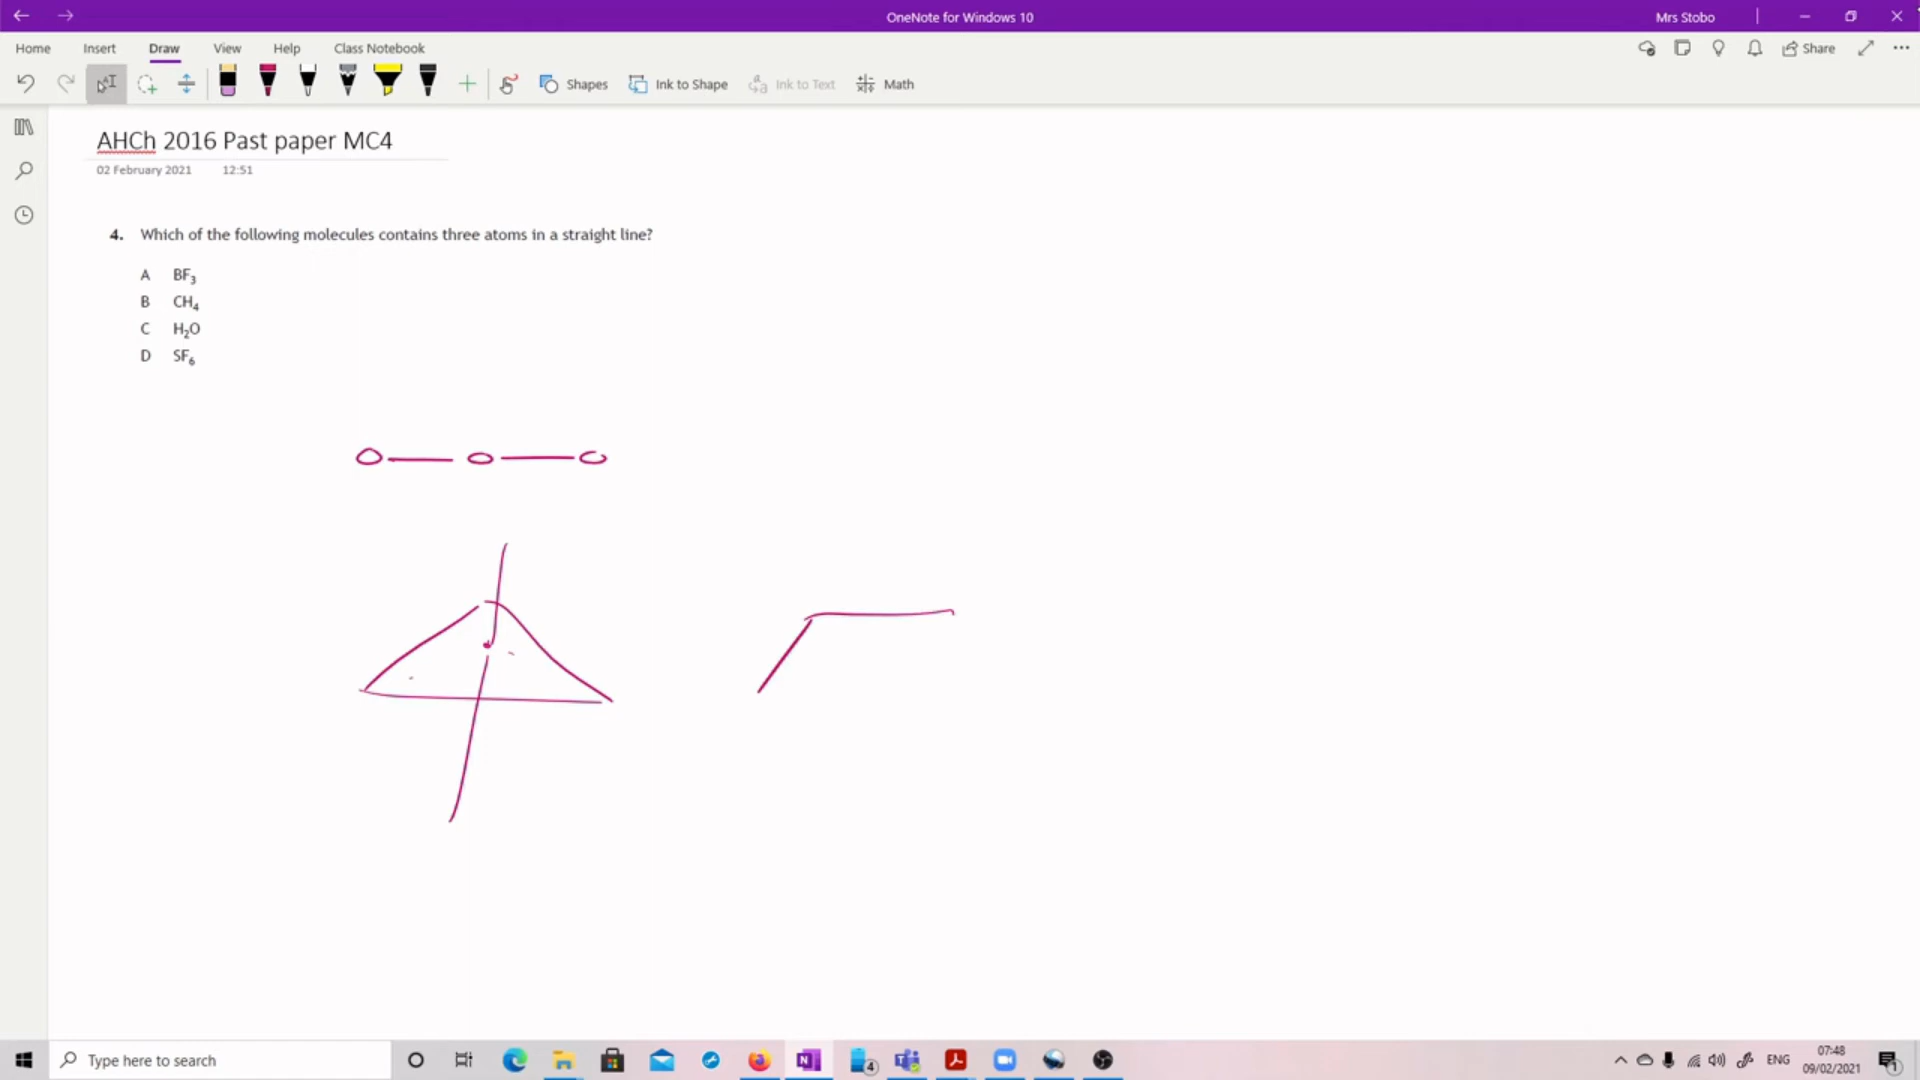 OneNote for Windows 10
Mrs Stobo
Home Insert Draw View Help Class Notebook
Share
Shapes Ink to Shape Ink to Text Math
AHCh 2016 Past paper MC4
02 February 2021 12:51
4. Which of the following molecules contains three atoms in a straight line?
A BF₃
B CH₄
C H₂O
D SF₆
Type here to search
4
ENG
07:48
09/02/2021
1